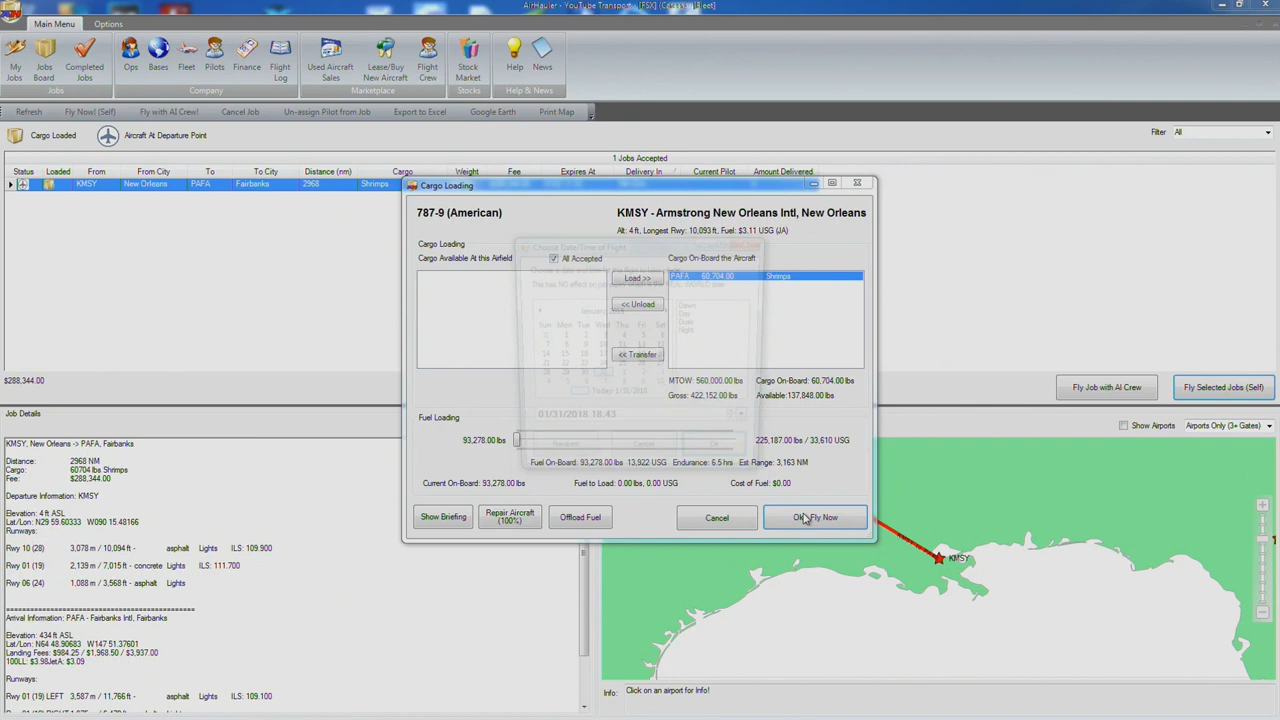 AirHauler - YouTube Transport - [FSX]
Main Menu Options
My Jobs
Jobs Board
Completed Jobs
Ops
Bases
Fleet
Pilots
Finance
Flight Log
Used Aircraft Sales
Lease/Buy New Aircraft
Flight Crew
Stock Market
Help
News
Jobs
Company
Marketplace
Stocks
Help & News
Refresh Fly Now! (Self) Fly with AI Crew! Cancel Job Un-assign Pilot from Job Export to Excel Google Earth Print Map
Cargo Loaded Aircraft At Departure Point Filter All
1 Jobs Accepted
Status Loaded From From City To To City Distance (nm) Cargo Weight Fee Expires At Delivery In Current Pilot Amount Delivered
KMSY New Orleans PAFA Fairbanks 2968 Shrimps
Cargo Loading
787-9 (American) KMSY - Armstrong New Orleans Intl, New Orleans
Alt: 4 ft, Longest Rwy: 10,093 ft. Fuel: $3.11 USG (JA)
Cargo Loading
Choose Date/Time of Flight
Cargo Available At this Airfield All Accepted Cargo On-Board the Aircraft
Load >> PAFA 60,704.00 Shrimps
<< Unload
Dawn
Day
Dusk
Night
<< Transfer
Today: 1/31/2018
MTOW: 560,000.00 lbs Cargo On-Board: 60,704.00 lbs
Gross: 422,152.00 lbs Available:137,848.00 lbs
01/31/2018 18:43
Fuel Loading
93,278.00 lbs 225,187.00 / 33,610 USG
Cancel Ok
Fuel On-Board: 93,278.00 lbs 13,922 USG Endurance: 6.5 hrs Est Range: 3,163 NM
Current On-Board: 93,278.00 lbs Fuel to Load: 0.00 lbs, 0.00 USG Cost of Fuel: $0.00
Show Briefing Repair Aircraft (100%) Offload Fuel Cancel Ok, Fly Now
$288,344.00 Fly Job with AI Crew Fly Selected Jobs (Self)
Job Details
Show Airports Airports Only (3+ Gates)
KMSY, New Orleans -> PAFA, Fairbanks
Distance: 2968 NM
Cargo: 60704 lbs Shrimps
Fee: $288,344.00
Departure Information: KMSY
Elevation: 4 ft ASL
Lat/Lon: N29 59.60333 W090 15.48166
Runways:
Rwy 10 (28) 3,078 m / 10,094 ft - asphalt Lights ILS: 109.900
Rwy 01 (19) 2,139 m / 7,015 ft - concrete Lights ILS: 111.700
Rwy 06 (24) 1,088 m / 3,568 ft - asphalt Lights
===============================================
Arrival Information: PAFA - Fairbanks Intl, Fairbanks
Elevation: 434 ft ASL
Lat/Lon: N64 48.90683 W147 51.37601
Landing Fees: $984.25 / $1,968.50 / $3,937.00
100LL: $3.98JetA: $3.09
Runways:
Rwy 01 (19) LEFT 3,587 m / 11,766 ft - asphalt Lights ILS: 109.100
KMSY
Info: Click on an airport for Info!